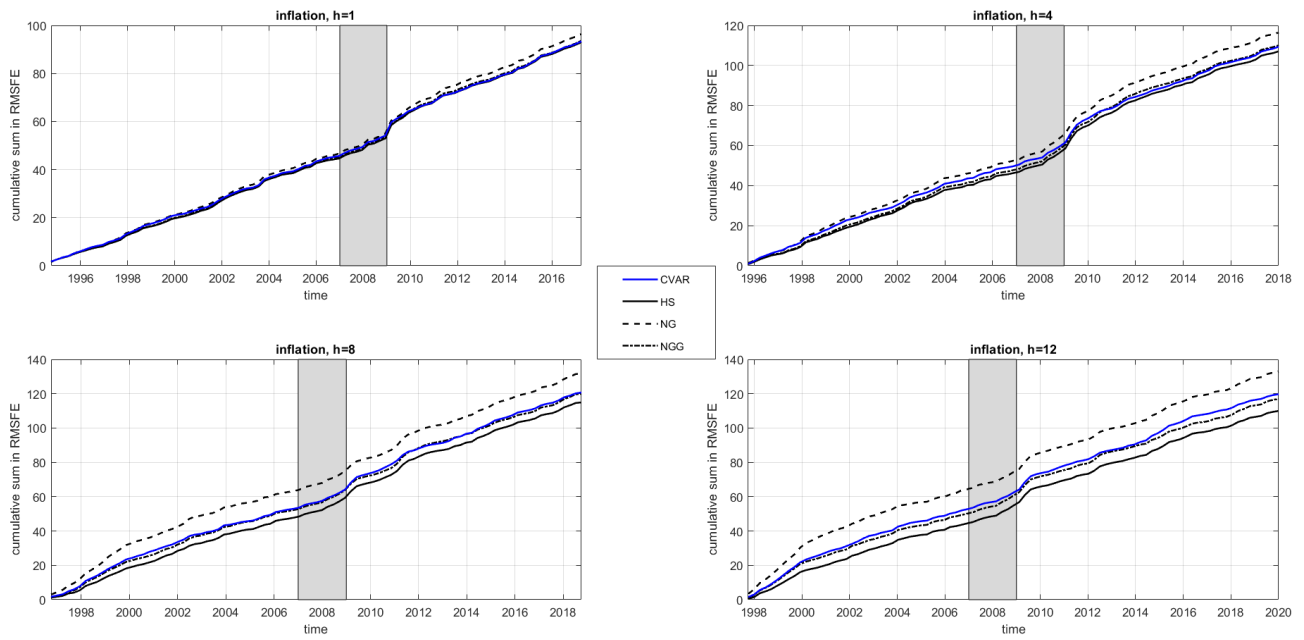 inflation, h=1
100
80
60
40
20
0
cumulative sum in RMSFE
1996 1998 2000 2002 2004 2006 2008 2010 2012 2014 2016
time
inflation, h=4
120
100
80
60
40
20
0
cumulative sum in RMSFE
1996 1998 2000 2002 2004 2006 2008 2010 2012 2014 2016 2018
time
CVAR
HS
NG
NGG
inflation, h=8
140
120
100
80
60
40
20
0
cumulative sum in RMSFE
1998 2000 2002 2004 2006 2008 2010 2012 2014 2016 2018
time
inflation, h=12
140
120
100
80
60
40
20
0
cumulative sum in RMSFE
1998 2000 2002 2004 2006 2008 2010 2012 2014 2016 2018 2020
time